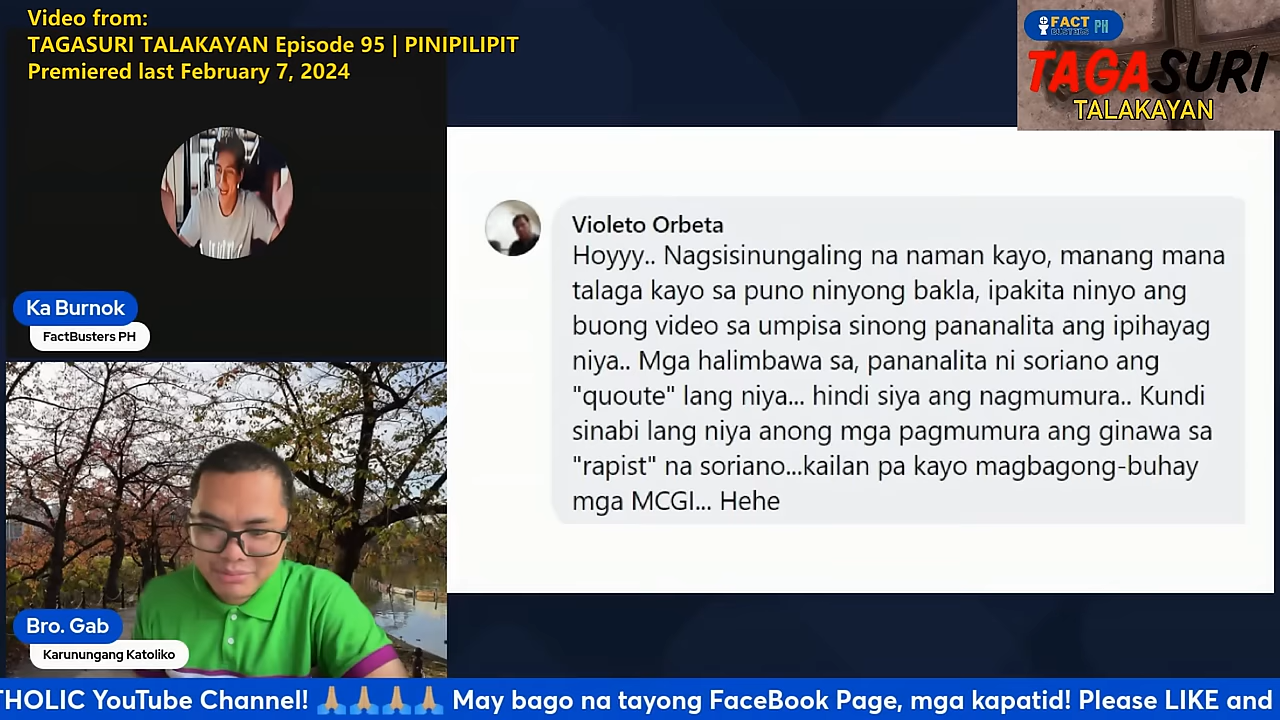 Video from:
TAGASURI TALAKAYAN Episode 95 | PINIPILIPIT
Premiered last February 7, 2024
FACT
BUSTERS
PH
TAGASURI
TALAKAYAN
Violeto Orbeta
Hoyyy.. Nagsisinungaling na naman kayo, manang mana
talaga kayo sa puno ninyong bakla, ipakita ninyo ang
buong video sa umpisa sinong pananalita ang ipihayag
niya.. Mga halimbawa sa, pananalita ni soriano ang
"quoute" lang niya... hindi siya ang nagmumura.. Kundi
sinabi lang niya anong mga pagmumura ang ginawa sa
"rapist" na soriano...kailan pa kayo magbagong-buhay
mga MCGI... Hehe
Ka Burnok
FactBusters PH
Bro. Gab
Karunungang Katoliko
THOLIC YouTube Channel! 🙏🏼🙏🏼🙏🏼🙏🏼 May bago na tayong FaceBook Page, mga kapatid! Please LIKE and